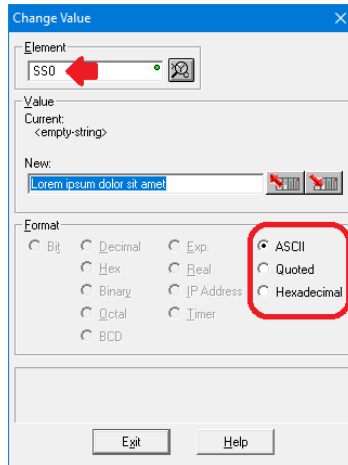 Change Value
Element
SS0
Value
Current:
<empty-string>
New:
Lorem ipsum dolor sit amet
Format
Bit Decimal Exp. ASCII
Hex Real Quoted
Binary IP Address Hexadecimal
Octal Timer
BCD
Exit Help